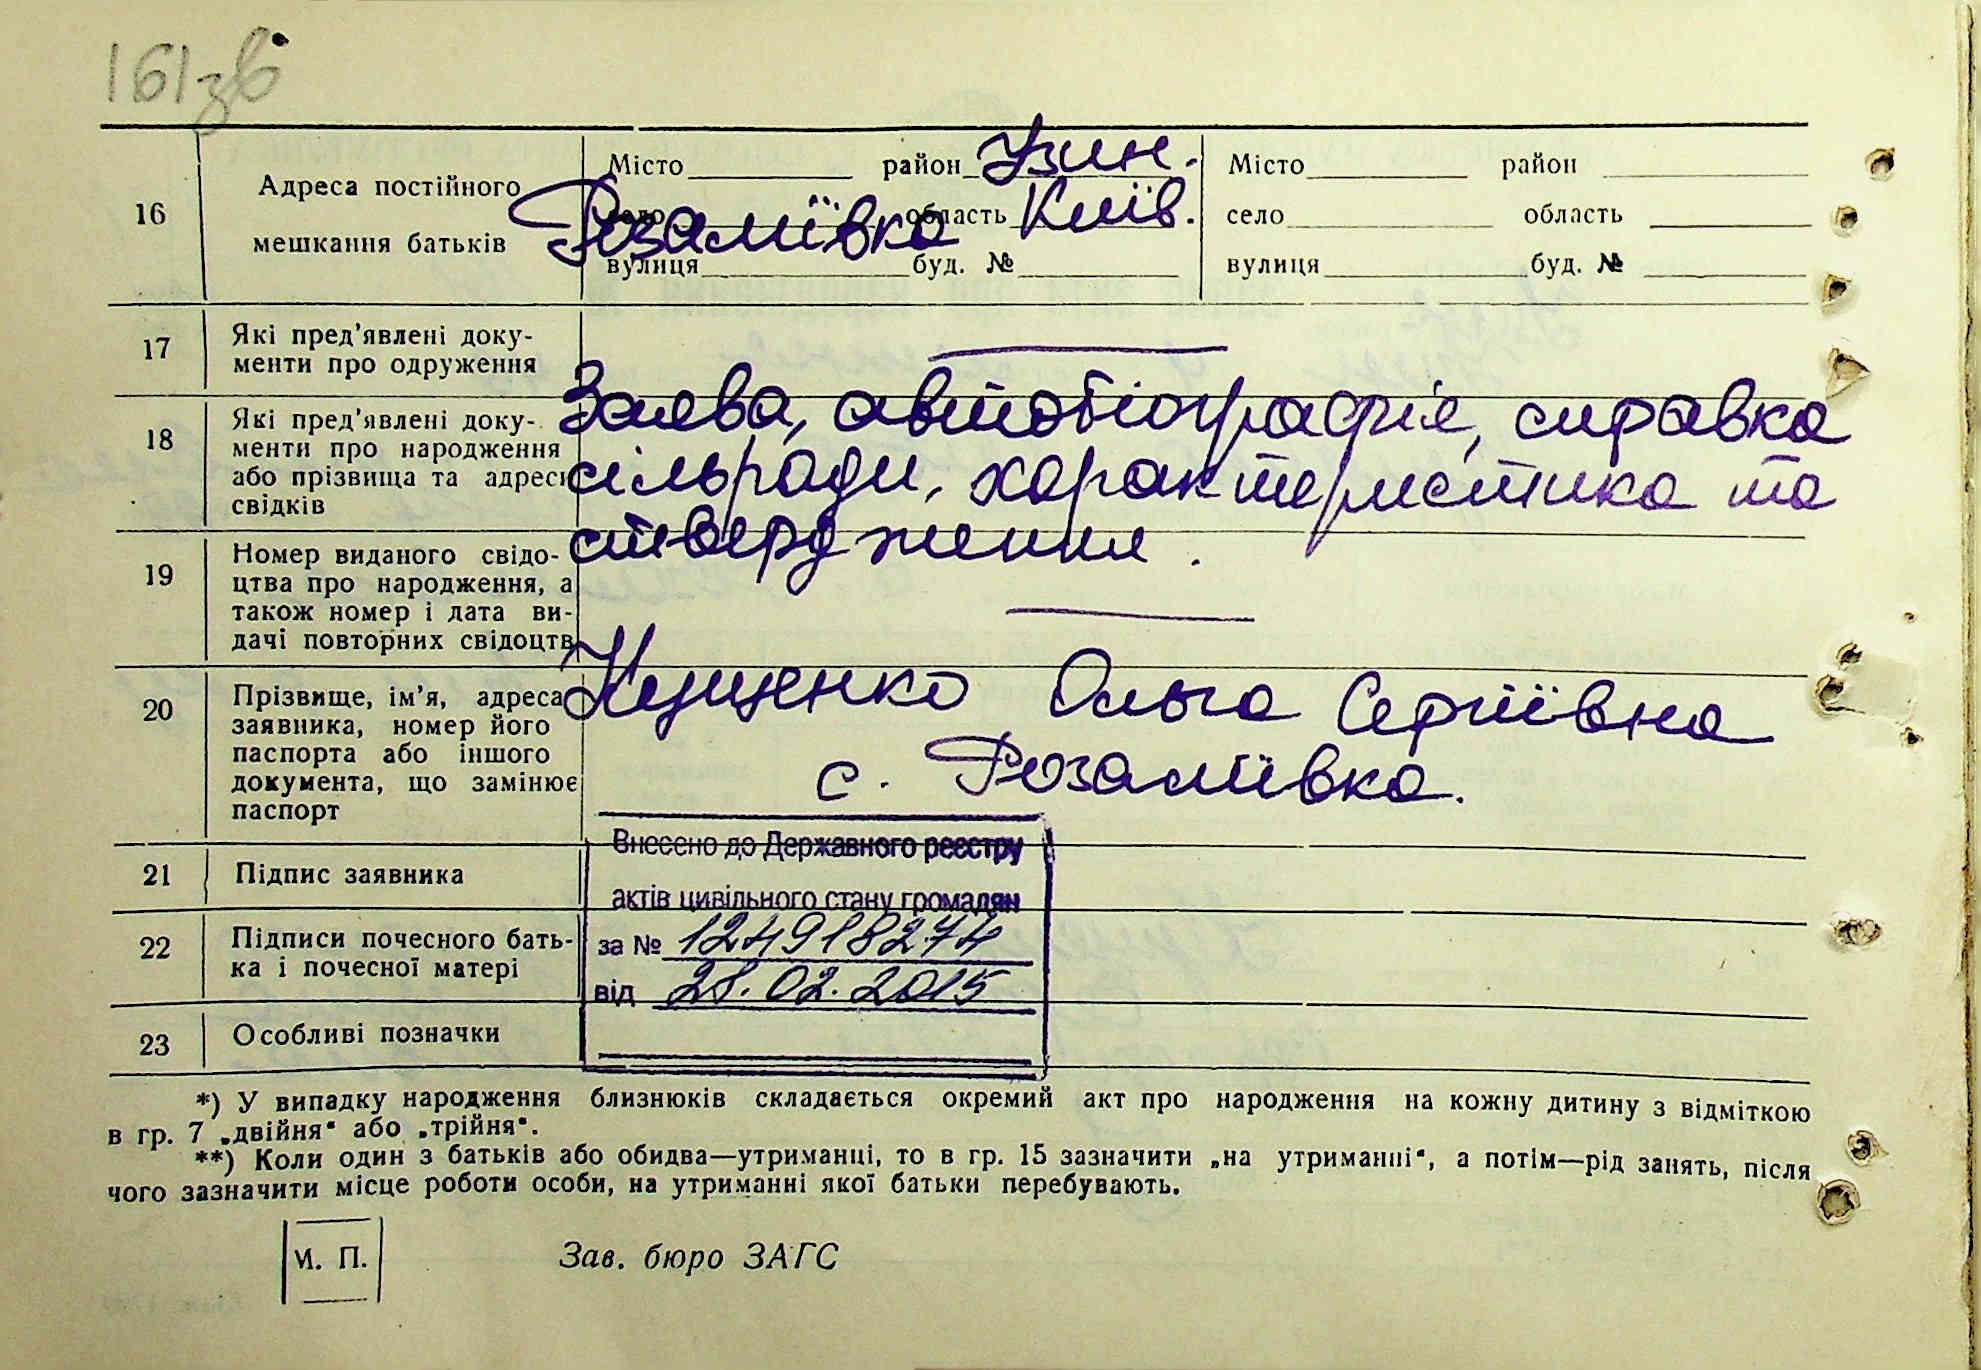 161зв
16
Адреса постійного
мешкання батьків
Місто район Узин.
село Розаліївка область Київ.
вулиця буд. №
Місто район
село область
вулиця буд. №
17
Які пред'явлені доку-
менти про одруження
18
Які пред'явлені доку-
менти про народження
або прізвища та адреси
свідків
Заява, автобіографія, справка
сільради, характеристика та
ствердження.
19
Номер виданого свідо-
цтва про народження, а
також номер і дата ви-
дачі повторних свідоцтв
20
Прізвище, ім'я, адреса
заявника, номер його
паспорта або іншого
документа, що замінює
паспорт
Кущенко Ольга Сергіївна
с. Розаліївка.
Внесено до Державного реєстру
актів цивільного стану громадян
за № 124918274
від 28.02.2015
21
Підпис заявника
22
Підписи почесного бать-
ка і почесної матері
23
Особливі позначки
*) У випадку народження близнюків складається окремий акт про народження на кожну дитину з відміткою
в гр. 7 „двійня“ або „трійня“.
**) Коли один з батьків або обидва—утриманці, то в гр. 15 зазначити „на утриманні“, а потім—рід занять, після
чого зазначити місце роботи особи, на утриманні якої батьки перебувають.
М. П.
Зав. бюро ЗАГС